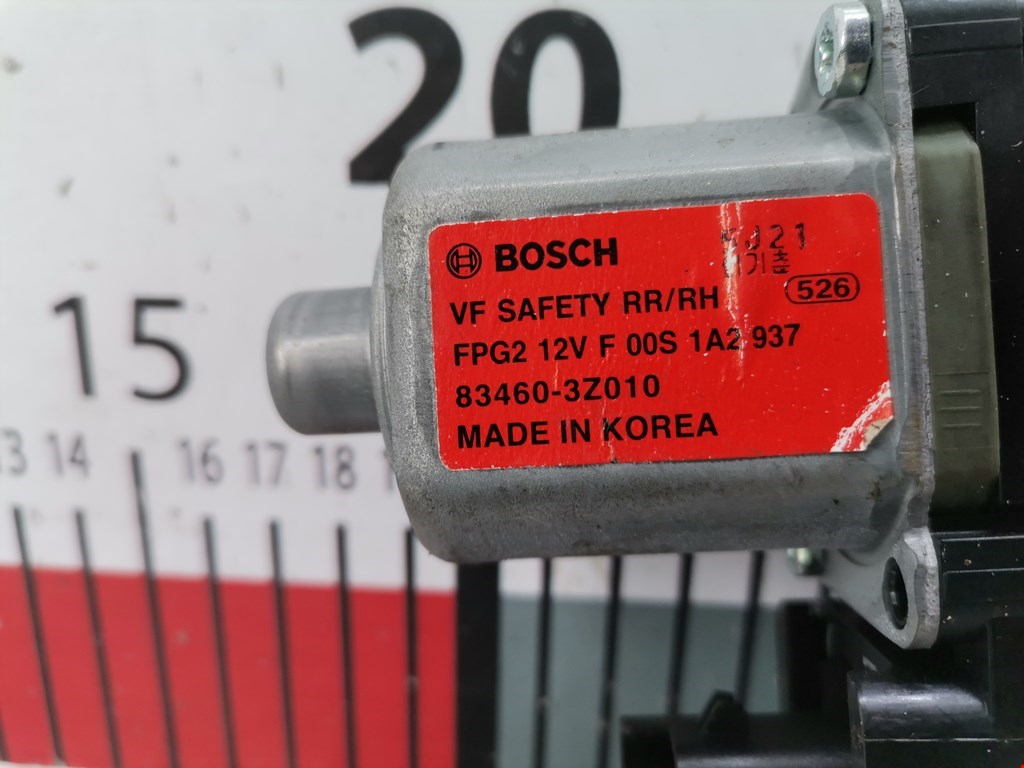 20
BOSCH
VF SAFETY RR/RH
526
FPG2 12V F 00S 1A2 937
83460-3Z010
MADE IN KOREA
15
13 14 16 17 18